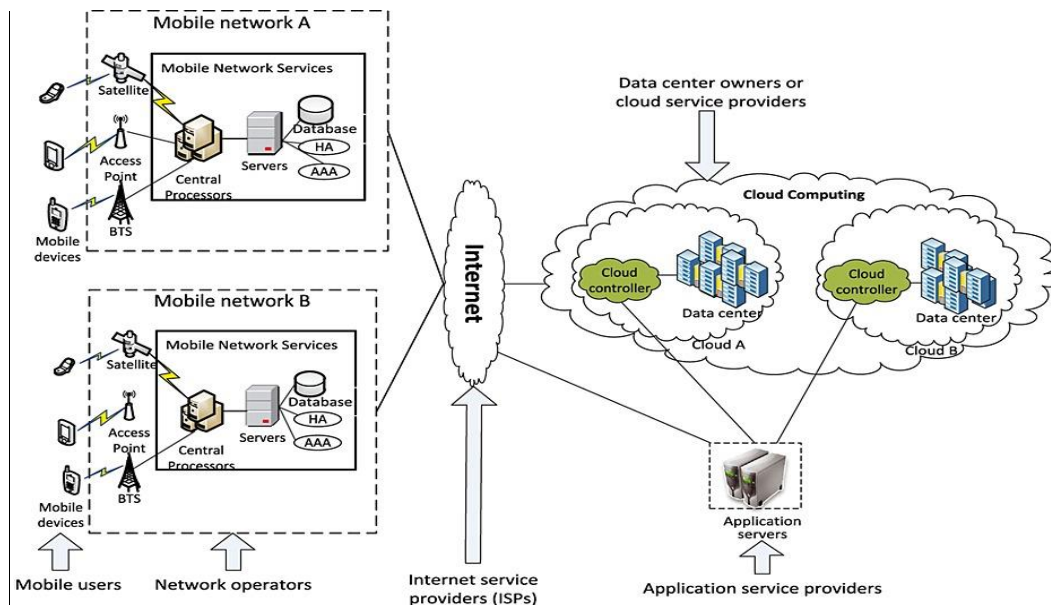 Mobile network A
Mobile Network Services
Satellite
Database
HA
AAA
Access
Point
Servers
Central
Processors
BTS
Mobile
devices
Mobile network B
Mobile Network Services
Satellite
Database
HA
AAA
Access
Point
Servers
Central
Processors
BTS
Mobile
devices
Mobile users
Network operators
Internet
Internet service
providers (ISPs)
Data center owners or
cloud service providers
Cloud Computing
Cloud
controller
Data center
Cloud A
Cloud
controller
Data center
Cloud B
Application
servers
Application service providers